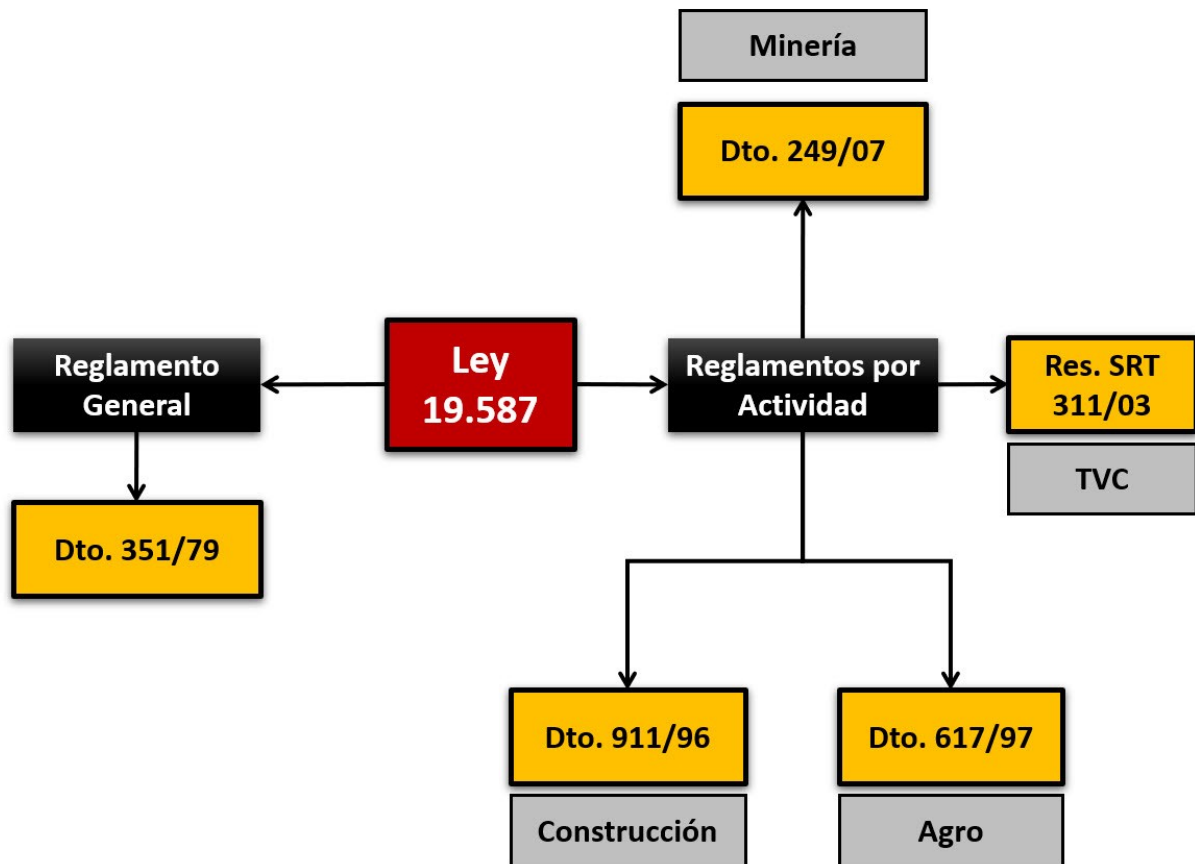 Minería
Dto. 249/07
Reglamento
General
Ley
19.587
Reglamentos por
Actividad
Res. SRT
311/03
TVC
Dto. 351/79
Dto. 911/96
Construcción
Dto. 617/97
Agro